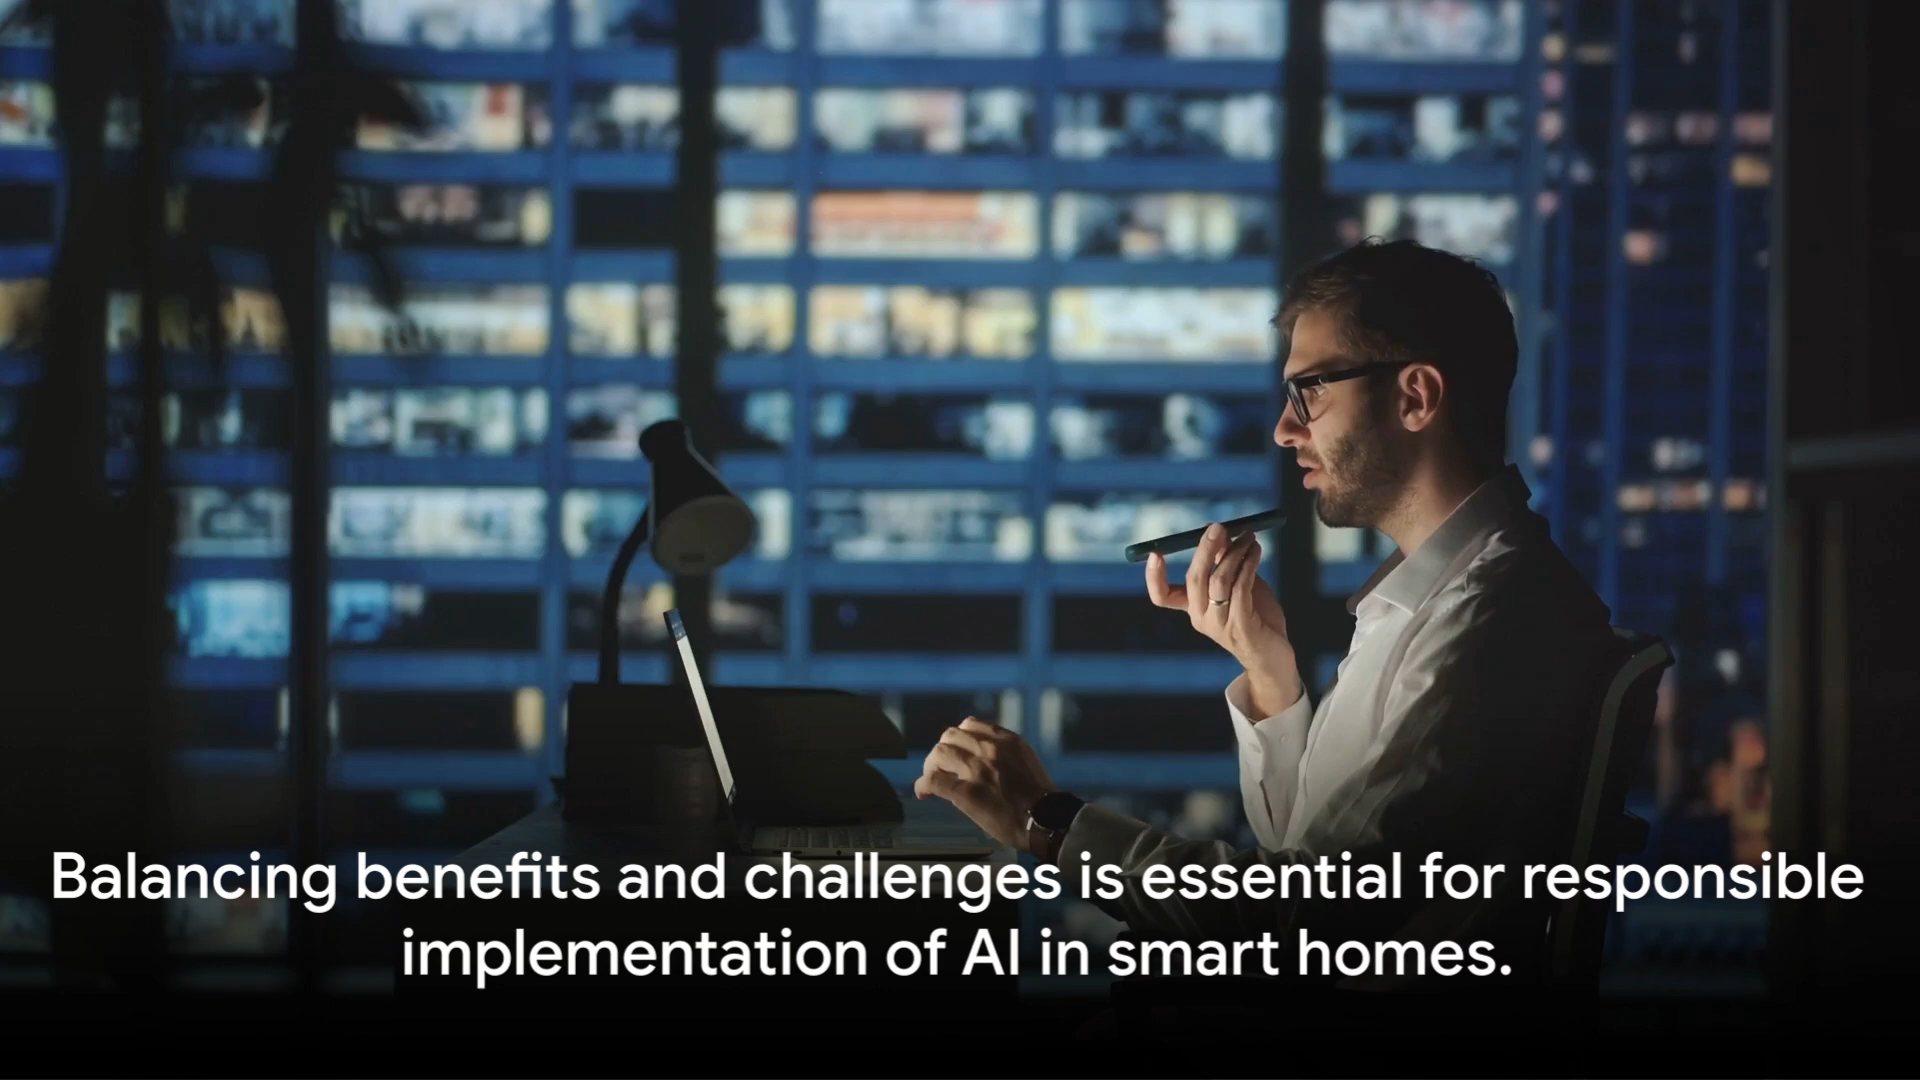 Balancing benefits and challenges is essential for responsible
implementation of AI in smart homes.